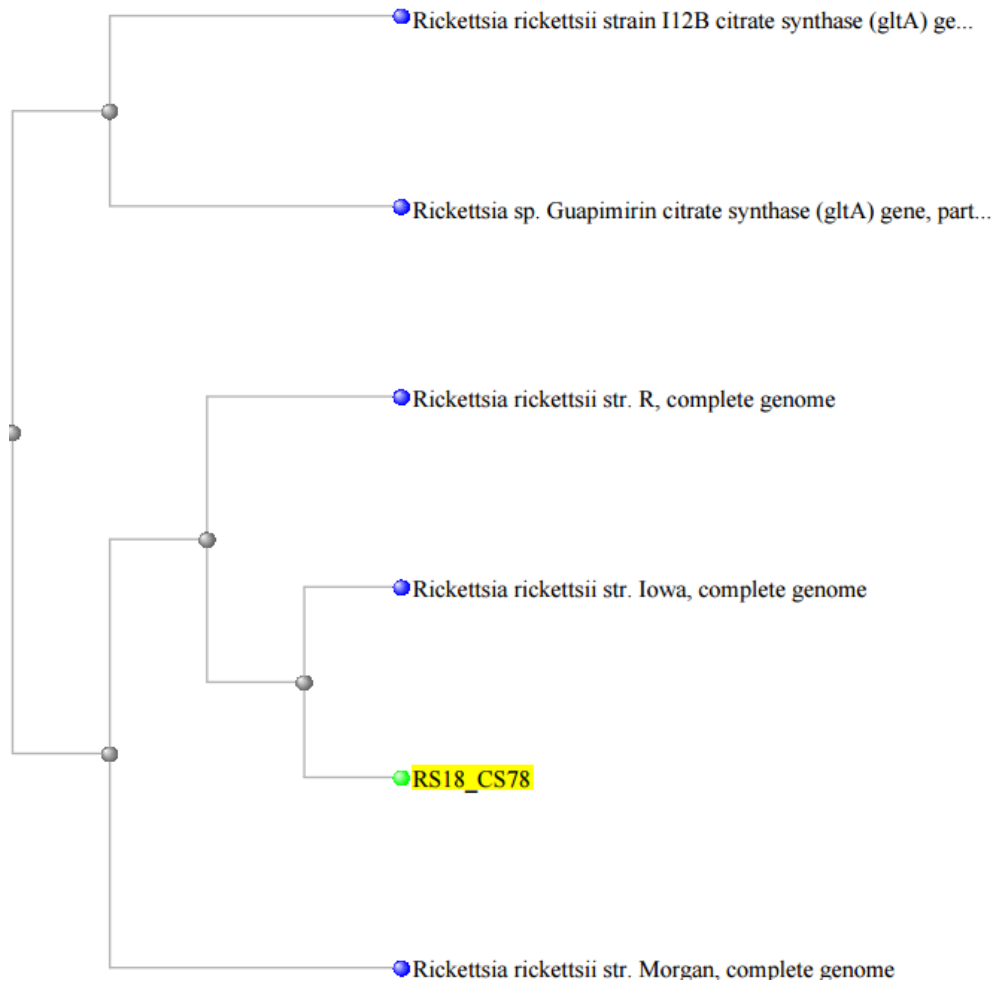 Rickettsia rickettsii strain I12B citrate synthase (gltA) ge...
Rickettsia sp. Guapimirin citrate synthase (gltA) gene, part...
Rickettsia rickettsii str. R, complete genome
Rickettsia rickettsii str. Iowa, complete genome
RS18_CS78
Rickettsia rickettsii str. Morgan, complete genome